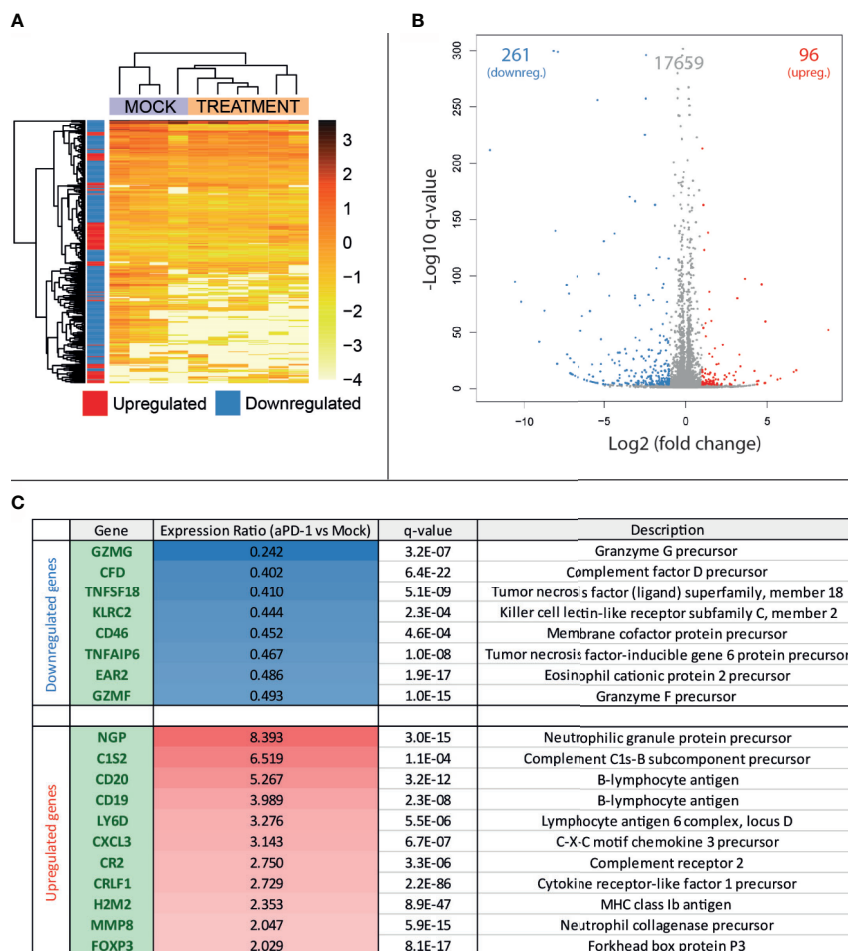 A
MOCK TREATMENT
3
2
1
0
−1
−2
−3
−4
Upregulated Downregulated
B
261
(downreg.)
17659
96
(upreg.)
300
250
200
150
100
50
0
-Log10 q-value
−10 −5 0 5
Log2 (fold change)
C
Gene Expression Ratio (aPD-1 vs Mock) q-value Description
Downregulated genes
GZMG 0.242 3.2E-07 Granzyme G precursor
CFD 0.402 6.4E-22 Complement factor D precursor
TNFSF18 0.410 5.1E-09 Tumor necrosis factor (ligand) superfamily, member 18
KLRC2 0.444 2.3E-04 Killer cell lectin-like receptor subfamily C, member 2
CD46 0.452 4.6E-04 Membrane cofactor protein precursor
TNFAIP6 0.467 1.0E-08 Tumor necrosis factor-inducible gene 6 protein precursor
EAR2 0.486 1.9E-17 Eosinophil cationic protein 2 precursor
GZMF 0.493 1.0E-15 Granzyme F precursor
Upregulated genes
NGP 8.393 3.0E-15 Neutrophilic granule protein precursor
C1S2 6.519 1.1E-04 Complement C1s-B subcomponent precursor
CD20 5.267 3.2E-12 B-lymphocyte antigen
CD19 3.989 2.3E-08 B-lymphocyte antigen
LY6D 3.276 5.5E-06 Lymphocyte antigen 6 complex, locus D
CXCL3 3.143 6.7E-07 C-X-C motif chemokine 3 precursor
CR2 2.750 3.3E-06 Complement receptor 2
CRLF1 2.729 2.2E-86 Cytokine receptor-like factor 1 precursor
H2M2 2.353 8.9E-47 MHC class Ib antigen
MMP8 2.047 5.9E-15 Neutrophil collagenase precursor
FOXP3 2.029 8.1E-17 Forkhead box protein P3